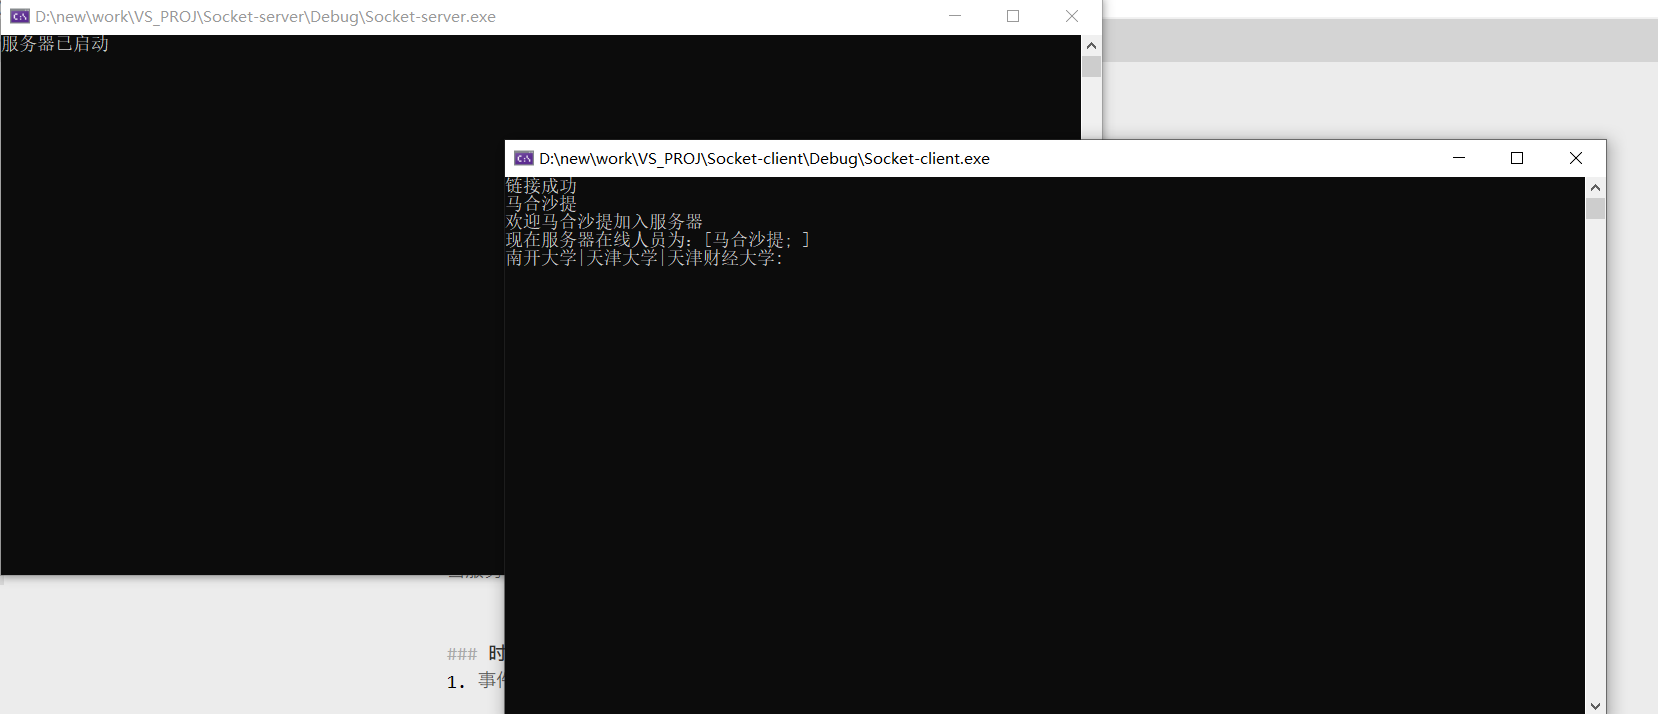 D:\new\work\VS_PROJ\Socket-server\Debug\Socket-server.exe
服务器已启动
D:\new\work\VS_PROJ\Socket-client\Debug\Socket-client.exe
链接成功
马合沙提
欢迎马合沙提加入服务器
现在服务器在线人员为：[马合沙提; ]
南开大学|天津大学|天津财经大学:
### 时
1. 事件